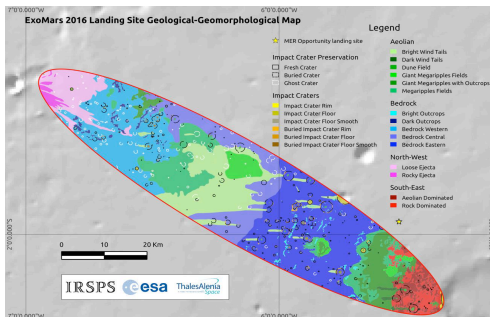 ExoMars 2016 Landing Site Geological-Geomorphological Map
7°0'0.000"W
6°0'0.000"W
Legend
MER Opportunity landing site
Impact Crater Preservation
Fresh Crater
Buried Crater
Ghost Crater
Impact Craters
Impact Crater Rim
Impact Crater Floor
Impact Crater Floor Smooth
Buried Impact Crater Rim
Buried Impact Crater Floor
Buried Impact Crater Floor Smooth
Aeolian
Bright Wind Tails
Dark Wind Tails
Dune Field
Giant Megaripples Fields
Giant Megaripples with Outcrops
Megaripples Fields
Bedrock
Bright Outcrops
Dark Outcrops
Bedrock Western
Bedrock Central
Bedrock Eastern
North-West
Loose Ejecta
Rocky Ejecta
South-East
Aeolian Dominated
Rock Dominated
2°0'0.000"S
0 10 20 Km
IRSPS
esa
ThalesAlenia
Space